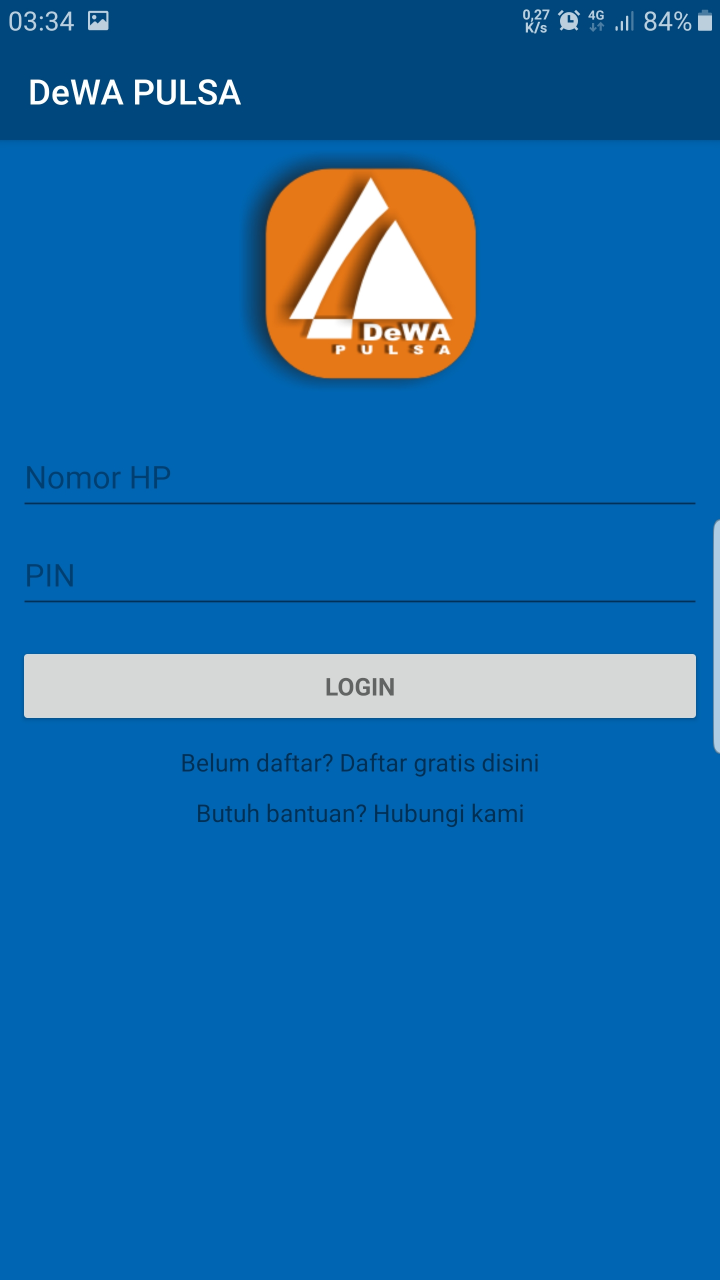 03:34
0,27 K/s 4G 84%
DeWA PULSA
DeWA
PULSA
Nomor HP
PIN
LOGIN
Belum daftar? Daftar gratis disini
Butuh bantuan? Hubungi kami